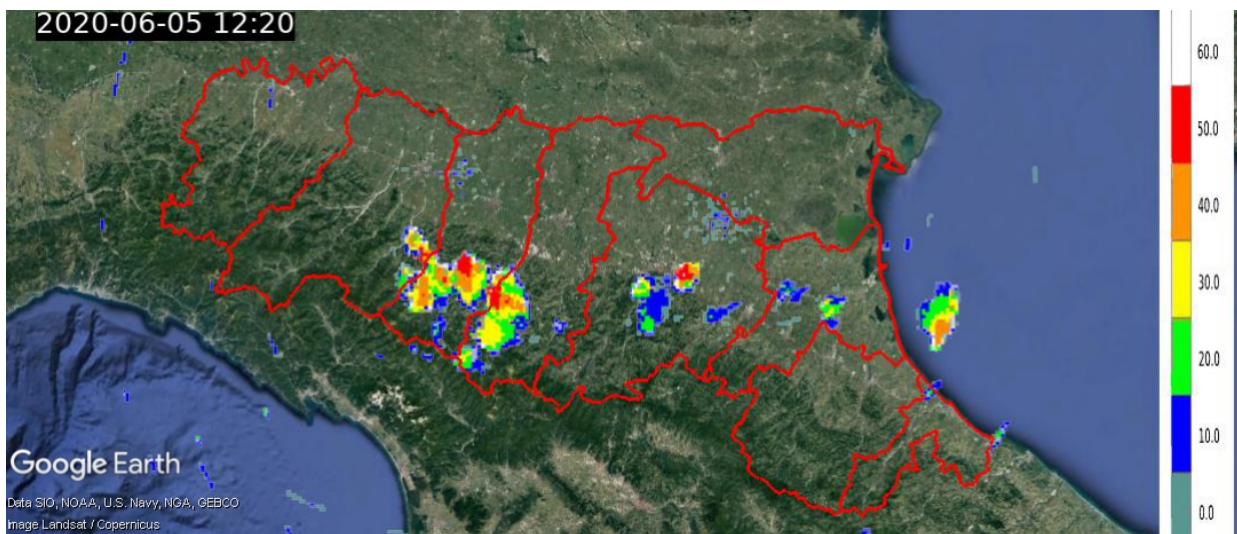 2020-06-05 12:20
60.0
50.0
40.0
30.0
20.0
10.0
0.0
Google Earth
Data SIO, NOAA, U.S. Navy, NGA, GEBCO
Image Landsat / Copernicus